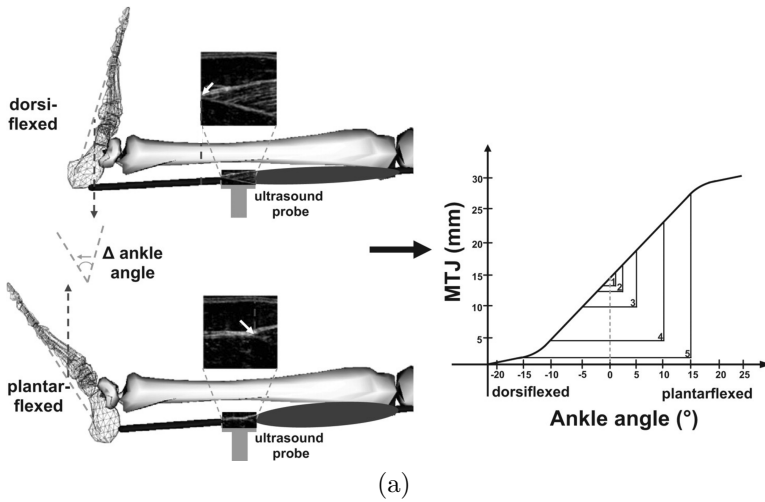 dorsi-
flexed
ultrasound
probe
Δ ankle
angle
plantar-
flexed
ultrasound
probe
MTJ (mm)
30
25
20
15
10
5
1
2
3
4
5
-20 -15 -10 -5 0 5 10 15 20 25
dorsiflexed plantarflexed
Ankle angle (°)
(a)